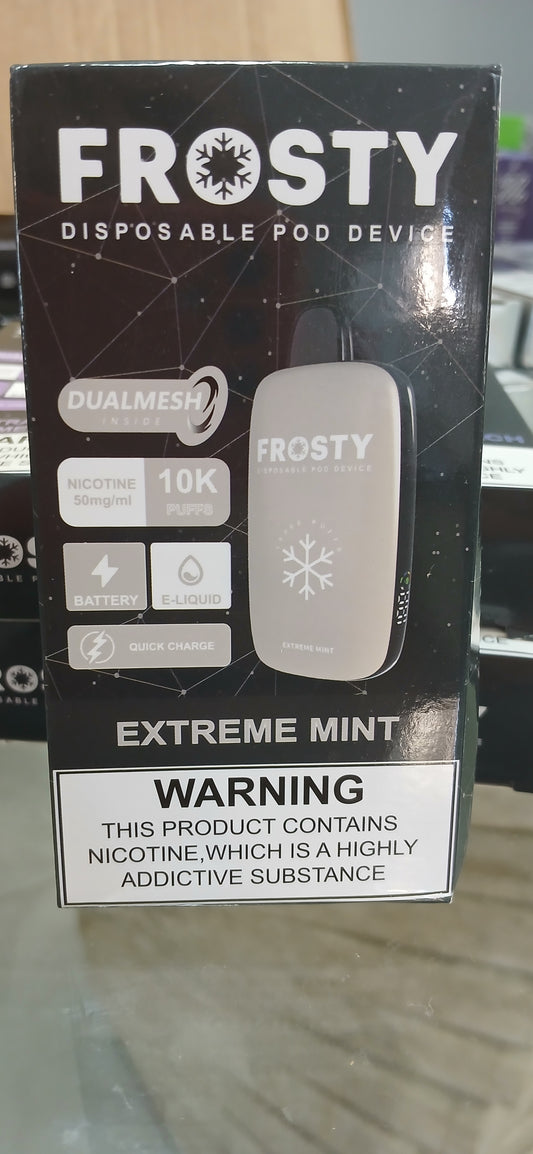 FROSTY
DISPOSABLE POD DEVICE
DUALMESH
INSIDE
NICOTINE
50mg/ml
10K
PUFFS
BATTERY
E-LIQUID
QUICK CHARGE
FROSTY
DISPOSABLE POD DEVICE
EXTREME MINT
EXTREME MINT
WARNING
THIS PRODUCT CONTAINS
NICOTINE,WHICH IS A HIGHLY
ADDICTIVE SUBSTANCE